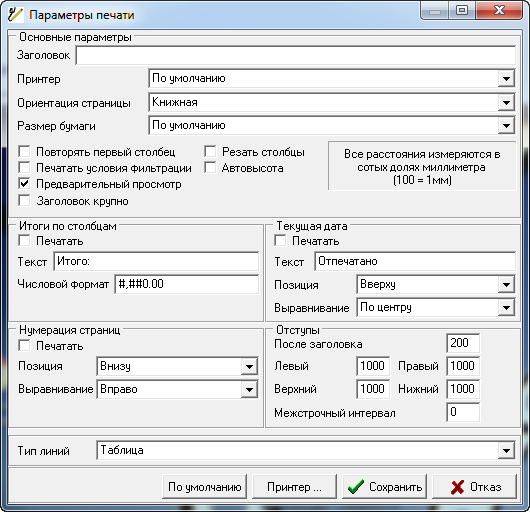 Параметры печати
Основные параметры
Заголовок
Принтер По умолчанию
Ориентация страницы Книжная
Размер бумаги По умолчанию
Повторять первый столбец Резать столбцы
Печатать условия фильтрации Автовысота
Предварительный просмотр
Заголовок крупно
Все расстояния измеряются в
сотых долях миллиметра
(100 = 1мм)
Итоги по столбцам
Печатать
Текст Итого:
Числовой формат #,##0.00
Текущая дата
Печатать
Текст Отпечатано
Позиция Вверху
Выравнивание По центру
Нумерация страниц
Печатать
Позиция Внизу
Выравнивание Вправо
Отступы
После заголовка 200
Левый 1000 Правый 1000
Верхний 1000 Нижний 1000
Межстрочный интервал 0
Тип линий Таблица
По умолчанию Принтер ... Сохранить Отказ